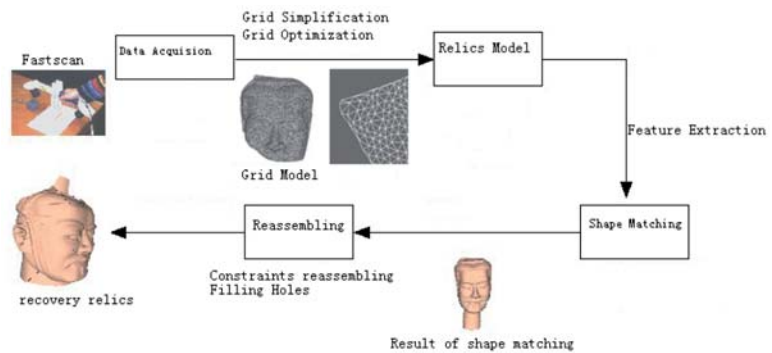 Grid Simplification
Grid Optimization
Fastscan
Data Acquision
Relics Model
Feature Extraction
Grid Model
Reassembling
Shape Matching
Constraints reassembling
Filling Holes
recovery relics
Result of shape matching